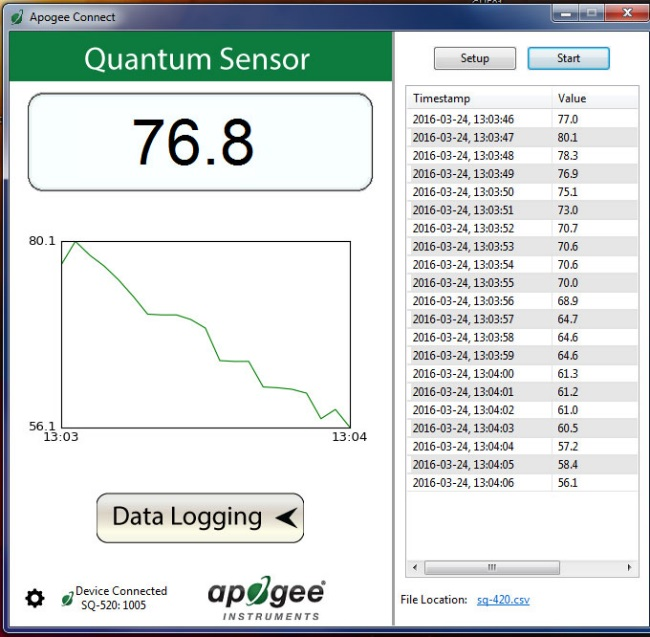 Apogee Connect
Quantum Sensor
76.8
80.1
56.1
13:03 13:04
Data Logging
Device Connected
SQ-520: 1005
apogee
INSTRUMENTS
Setup Start
Timestamp Value
2016-03-24, 13:03:46 77.0
2016-03-24, 13:03:47 80.1
2016-03-24, 13:03:48 78.3
2016-03-24, 13:03:49 76.9
2016-03-24, 13:03:50 75.1
2016-03-24, 13:03:51 73.0
2016-03-24, 13:03:52 70.7
2016-03-24, 13:03:53 70.6
2016-03-24, 13:03:54 70.6
2016-03-24, 13:03:55 70.0
2016-03-24, 13:03:56 68.9
2016-03-24, 13:03:57 64.7
2016-03-24, 13:03:58 64.6
2016-03-24, 13:03:59 64.6
2016-03-24, 13:04:00 61.3
2016-03-24, 13:04:01 61.2
2016-03-24, 13:04:02 61.0
2016-03-24, 13:04:03 60.5
2016-03-24, 13:04:04 57.2
2016-03-24, 13:04:05 58.4
2016-03-24, 13:04:06 56.1
File Location: sq-420.csv